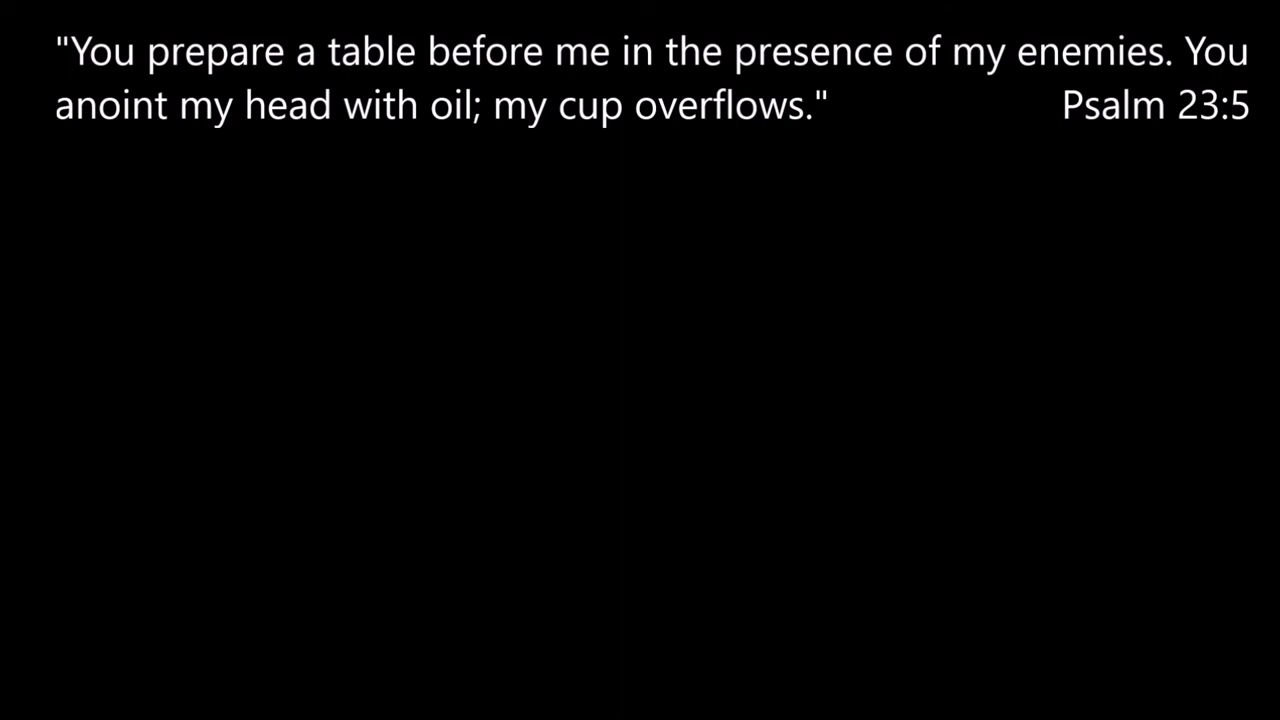 "You prepare a table before me in the presence of my enemies. You
anoint my head with oil; my cup overflows." Psalm 23:5